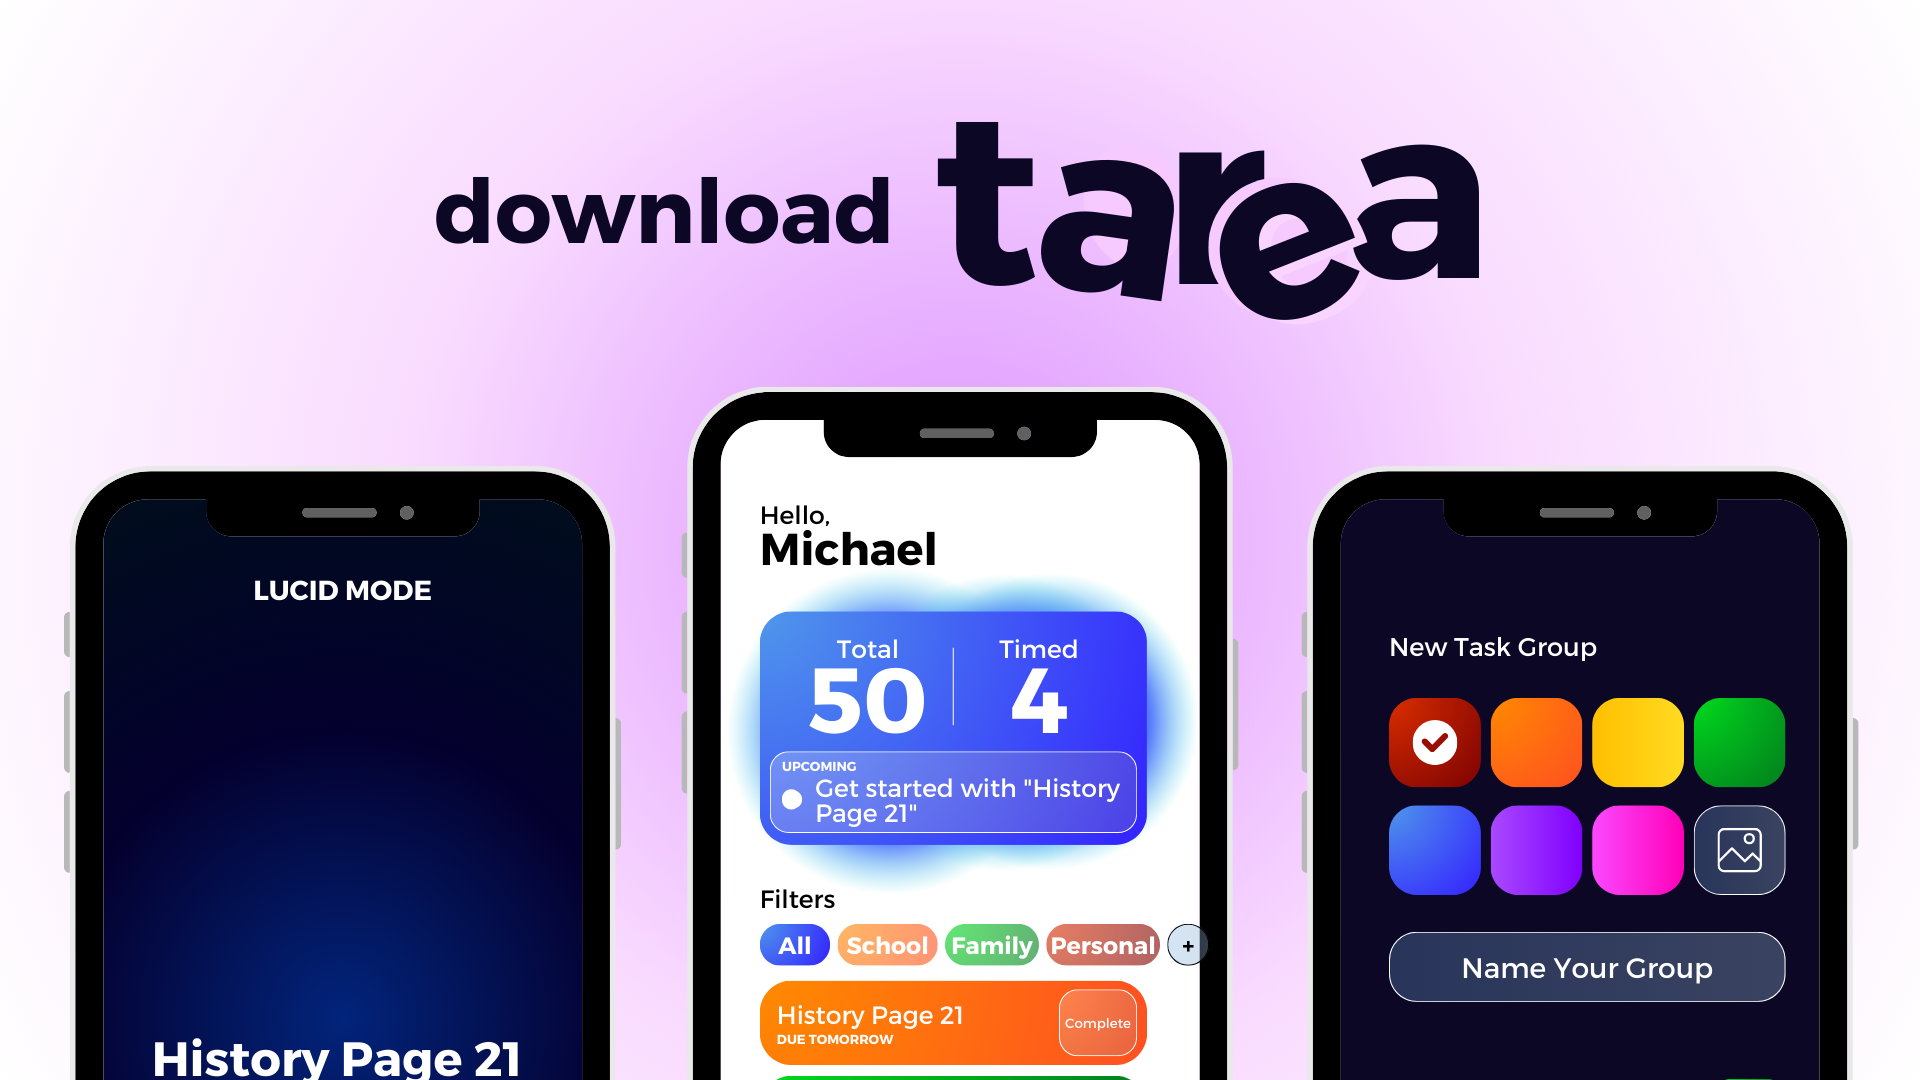 download tarea
LUCID MODE
History Page 21
Hello,
Michael
Total
50
Timed
4
UPCOMING
Get started with "History
Page 21"
Filters
All School Family Personal +
History Page 21
DUE TOMORROW
Complete
New Task Group
Name Your Group